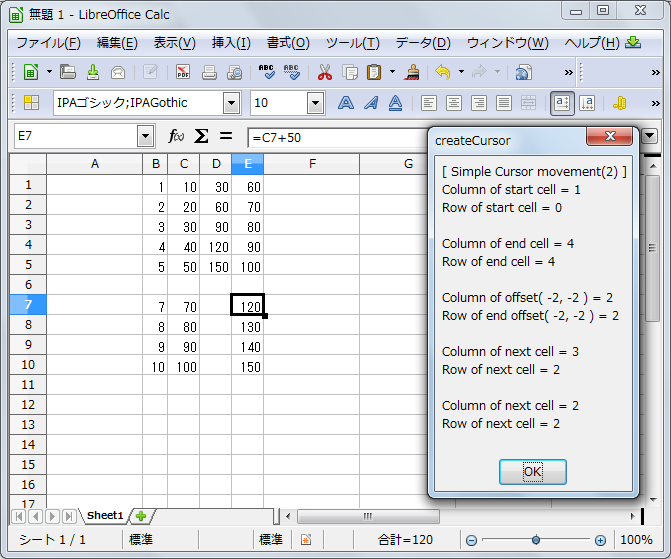 無題 1 - LibreOffice Calc
ファイル(F) 編集(E) 表示(V) 挿入(I) 書式(O) ツール(T) データ(D) ウィンドウ(W) ヘルプ(H)
IPAゴシック;IPAGothic 10
E7 =C7+50
A B C D E F G
1 1 10 30 60
2 2 20 60 70
3 3 30 90 80
4 4 40 120 90
5 5 50 150 100
6
7 7 70 120
8 8 80 130
9 9 90 140
10 10 100 150
11
12
13
14
15
16
17
createCursor
[ Simple Cursor movement(2) ]
Column of start cell = 1
Row of start cell = 0
Column of end cell = 4
Row of end cell = 4
Column of offset( -2, -2 ) = 2
Row of end offset( -2, -2 ) = 2
Column of next cell = 3
Row of next cell = 2
Column of next cell = 2
Row of next cell = 2
OK
Sheet1
シート 1 / 1 標準 標準 合計=120 100%